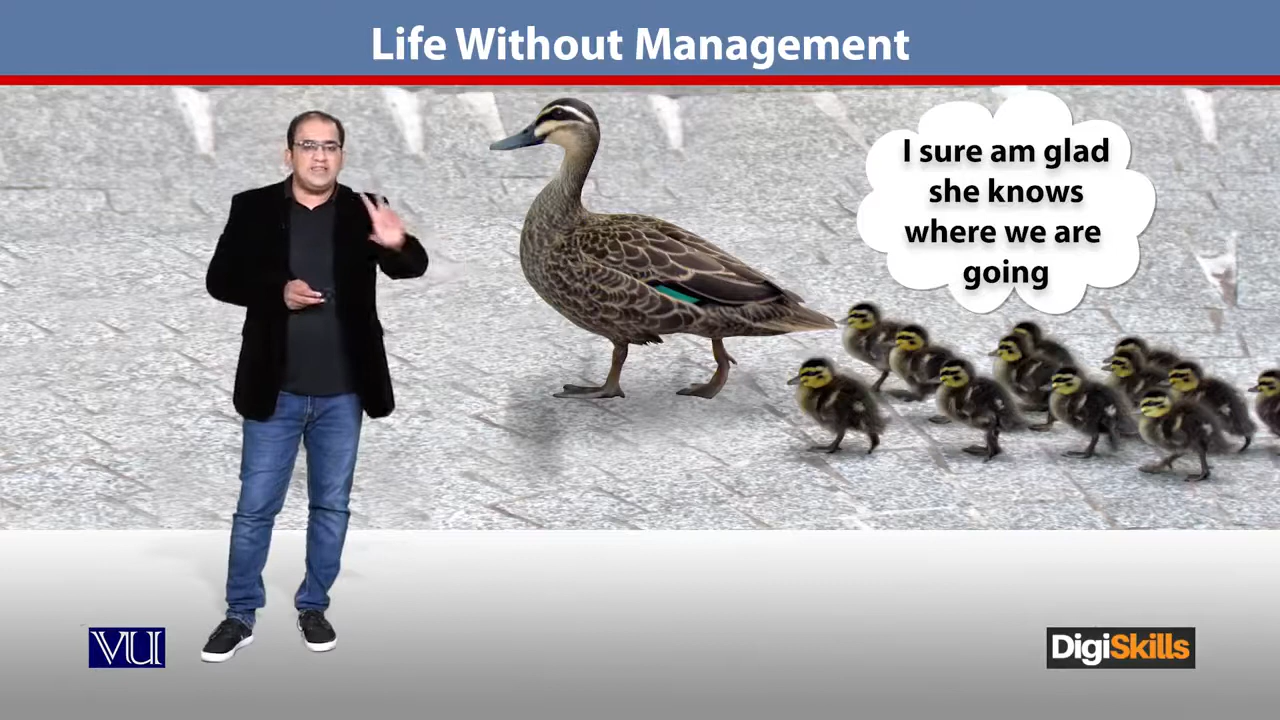 Life Without Management
I sure am glad
she knows
where we are
going
VU
DigiSkills